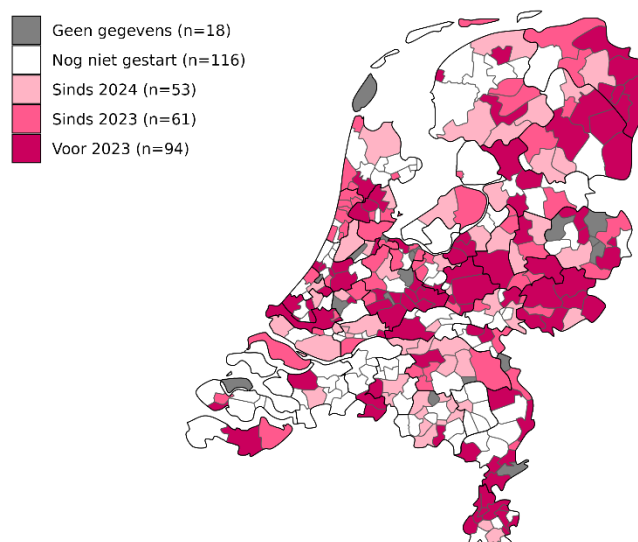 Geen gegevens (n=18)
Nog niet gestart (n=116)
Sinds 2024 (n=53)
Sinds 2023 (n=61)
Voor 2023 (n=94)